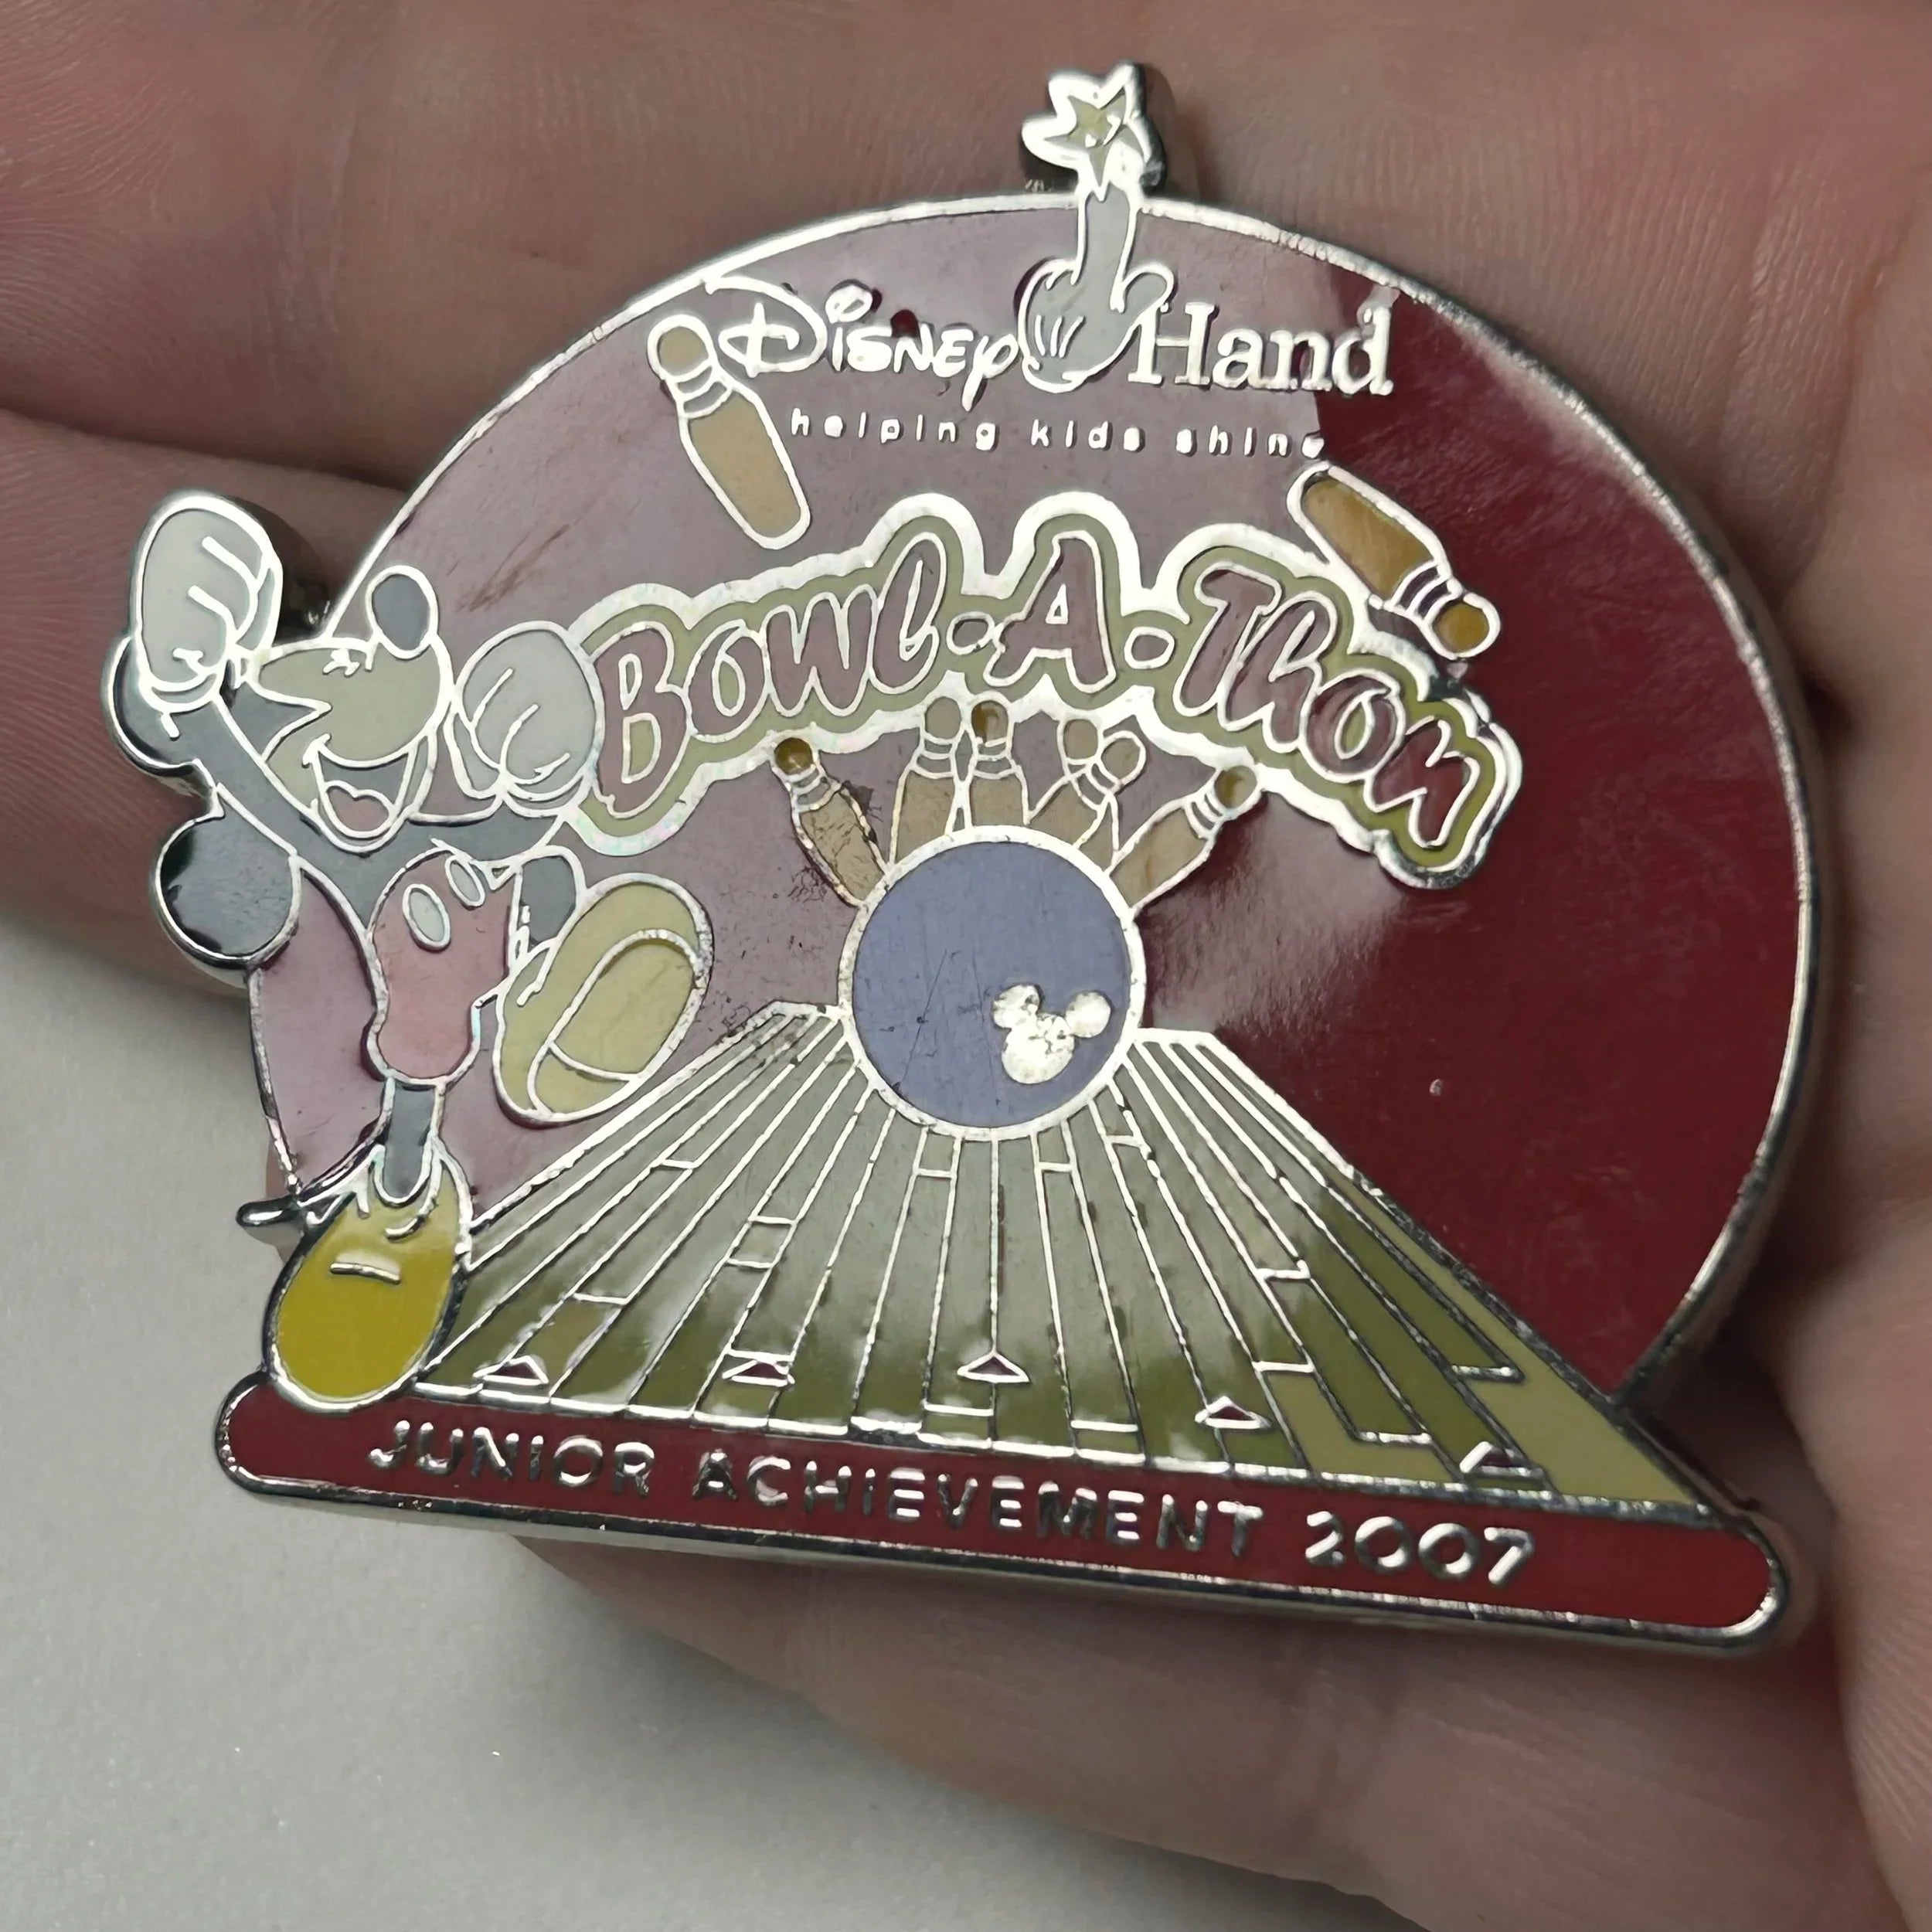 Disney Hand
helping kids shine
Bowl-A-Thon
JUNIOR ACHIEVEMENT 2007